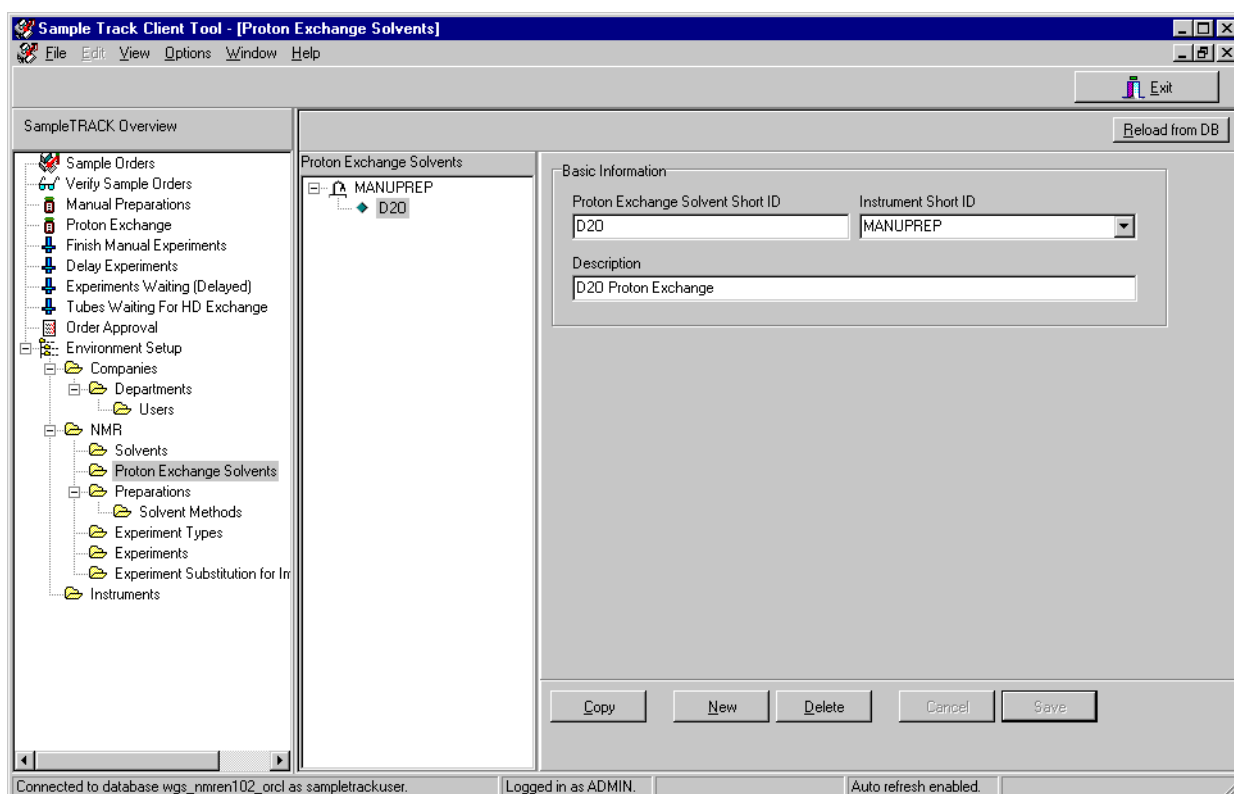 Sample Track Client Tool - [Proton Exchange Solvents]
File Edit View Options Window Help
Exit
SampleTRACK Overview
Reload from DB
Sample Orders
Verify Sample Orders
Manual Preparations
Proton Exchange
Finish Manual Experiments
Delay Experiments
Experiments Waiting (Delayed)
Tubes Waiting For HD Exchange
Order Approval
Environment Setup
Companies
Departments
Users
NMR
Solvents
Proton Exchange Solvents
Preparations
Solvent Methods
Experiment Types
Experiments
Experiment Substitution for In
Instruments
Proton Exchange Solvents
MANUPREP
D2O
Basic Information
Proton Exchange Solvent Short ID
Instrument Short ID
D2O
MANUPREP
Description
D2O Proton Exchange
Copy New Delete Cancel Save
Connected to database wgs_nmren102_orcl as sampletrackuser.
Logged in as ADMIN.
Auto refresh enabled.